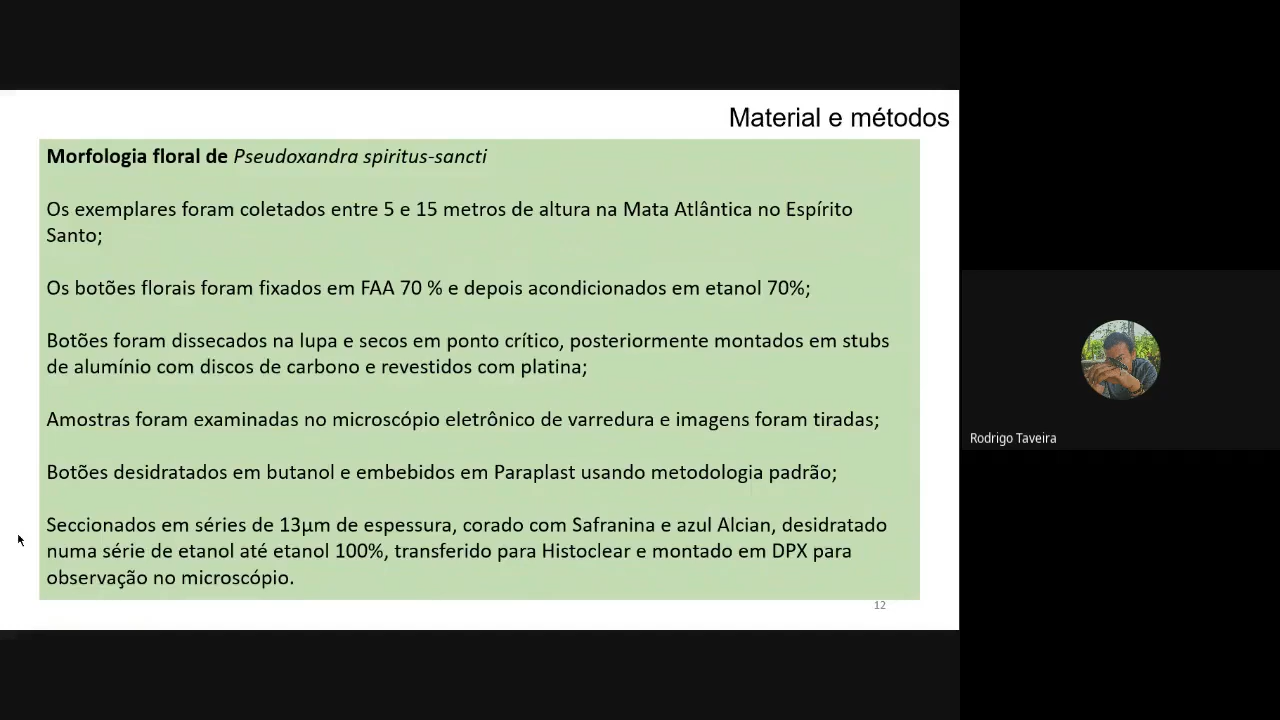 Material e métodos
Morfologia floral de Pseudoxandra spiritus-sancti
Os exemplares foram coletados entre 5 e 15 metros de altura na Mata Atlântica no Espírito
Santo;
Os botões florais foram fixados em FAA 70 % e depois acondicionados em etanol 70%;
Botões foram dissecados na lupa e secos em ponto crítico, posteriormente montados em stubs
de alumínio com discos de carbono e revestidos com platina;
Amostras foram examinadas no microscópio eletrônico de varredura e imagens foram tiradas;
Botões desidratados em butanol e embebidos em Paraplast usando metodologia padrão;
Seccionados em séries de 13µm de espessura, corado com Safranina e azul Alcian, desidratado
numa série de etanol até etanol 100%, transferido para Histoclear e montado em DPX para
observação no microscópio.
12
Rodrigo Taveira